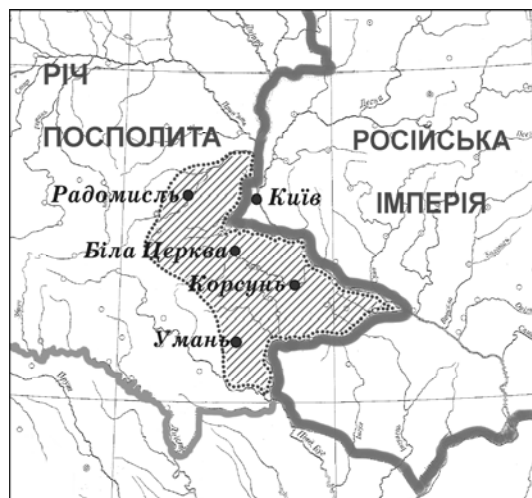 РІЧ
ПОСПОЛИТА
РОСІЙСЬКА
ІМПЕРІЯ
Радомисль
Київ
Біла Церква
Корсунь
Умань